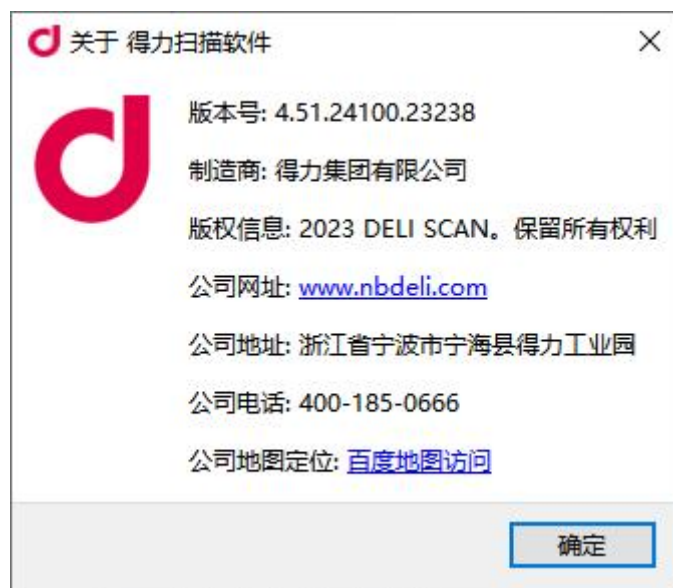 关于 得力扫描软件
版本号: 4.51.24100.23238
制造商: 得力集团有限公司
版权信息: 2023 DELI SCAN。保留所有权利
公司网址: www.nbdeli.com
公司地址: 浙江省宁波市宁海县得力工业园
公司电话: 400-185-0666
公司地图定位: 百度地图访问
确定